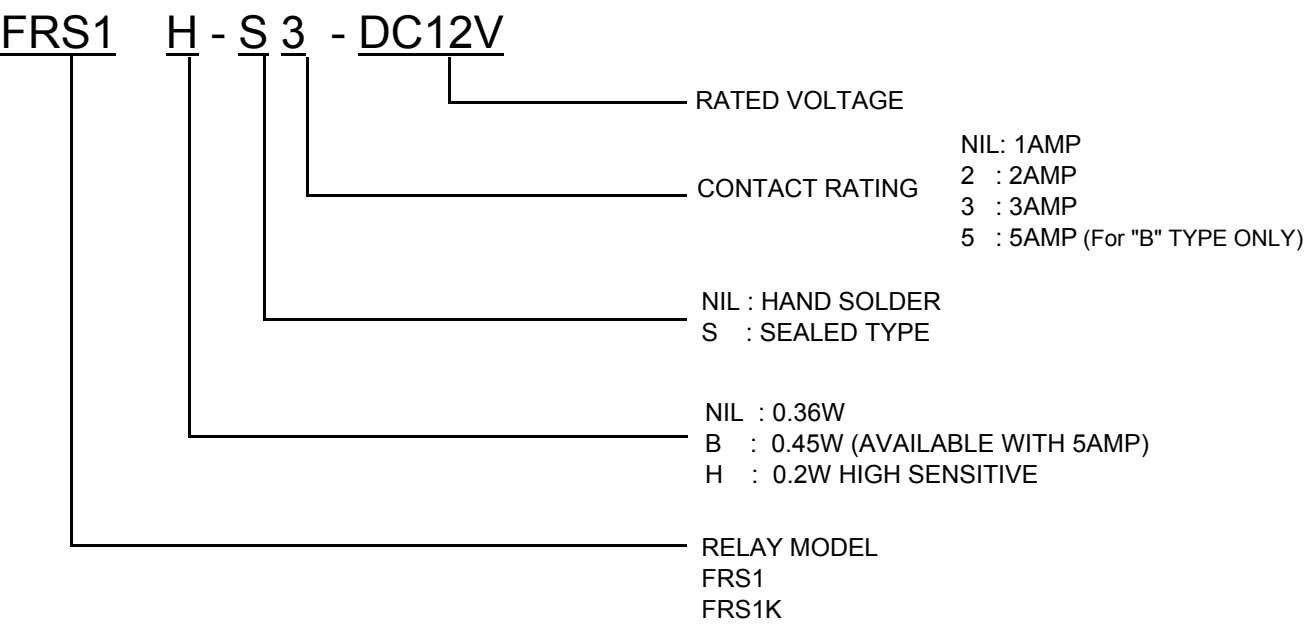 FRS1 H - S 3 - DC12V
RATED VOLTAGE
CONTACT RATING
NIL: 1AMP
2 : 2AMP
3 : 3AMP
5 : 5AMP (For "B" TYPE ONLY)
NIL : HAND SOLDER
S : SEALED TYPE
NIL : 0.36W
B : 0.45W (AVAILABLE WITH 5AMP)
H : 0.2W HIGH SENSITIVE
RELAY MODEL
FRS1
FRS1K